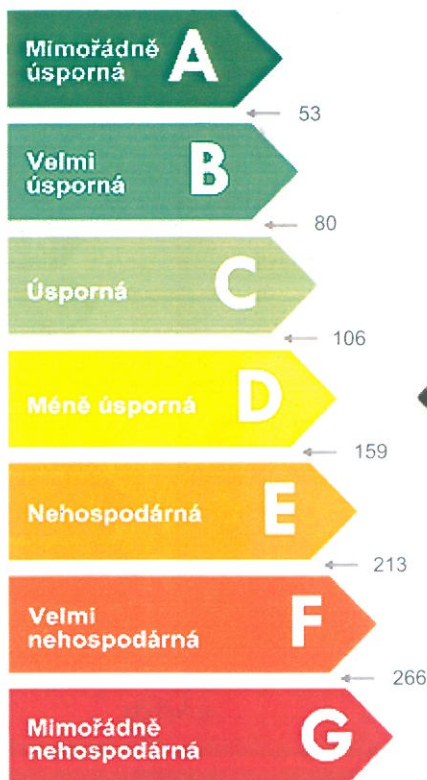 Mimořádně
úsporná
A
53
Velmi
úsporná
B
80
Úsporná
C
106
Méně úsporná
D
159
Nehospodárná
E
213
Velmi
nehospodárná
F
266
Mimořádně
nehospodárná
G